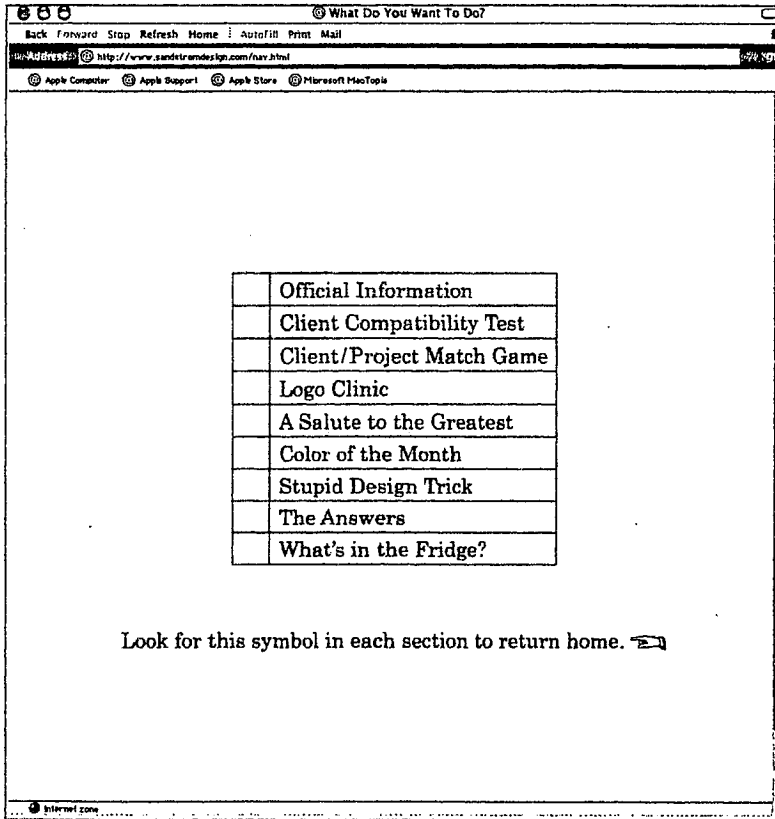 What Do You Want To Do?
Back Forward Stop Refresh Home AutoFill Print Mail
Address http://www.sandstromdesign.com/nav.html
Apple Computer Apple Support Apple Store Microsoft MacTopia
Official Information
Client Compatibility Test
Client/Project Match Game
Logo Clinic
A Salute to the Greatest
Color of the Month
Stupid Design Trick
The Answers
What's in the Fridge?
Look for this symbol in each section to return home.
Internet zone